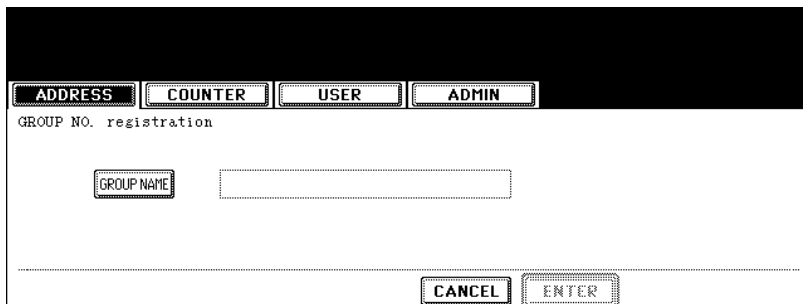 ADDRESS COUNTER USER ADMIN
GROUP NO. registration
GROUP NAME
CANCEL ENTER